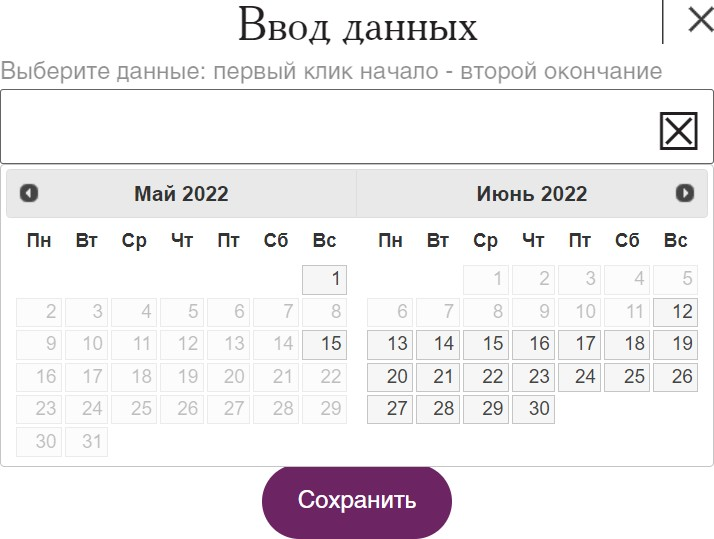 Ввод данных
Выберите данные: первый клик начало - второй окончание
Май 2022 Июнь 2022
Пн Вт Ср Чт Пт Сб Вс Пн Вт Ср Чт Пт Сб Вс
1 1 2 3 4 5
2 3 4 5 6 7 8 6 7 8 9 10 11 12
9 10 11 12 13 14 15 13 14 15 16 17 18 19
16 17 18 19 20 21 22 20 21 22 23 24 25 26
23 24 25 26 27 28 29 27 28 29 30
30 31
Сохранить